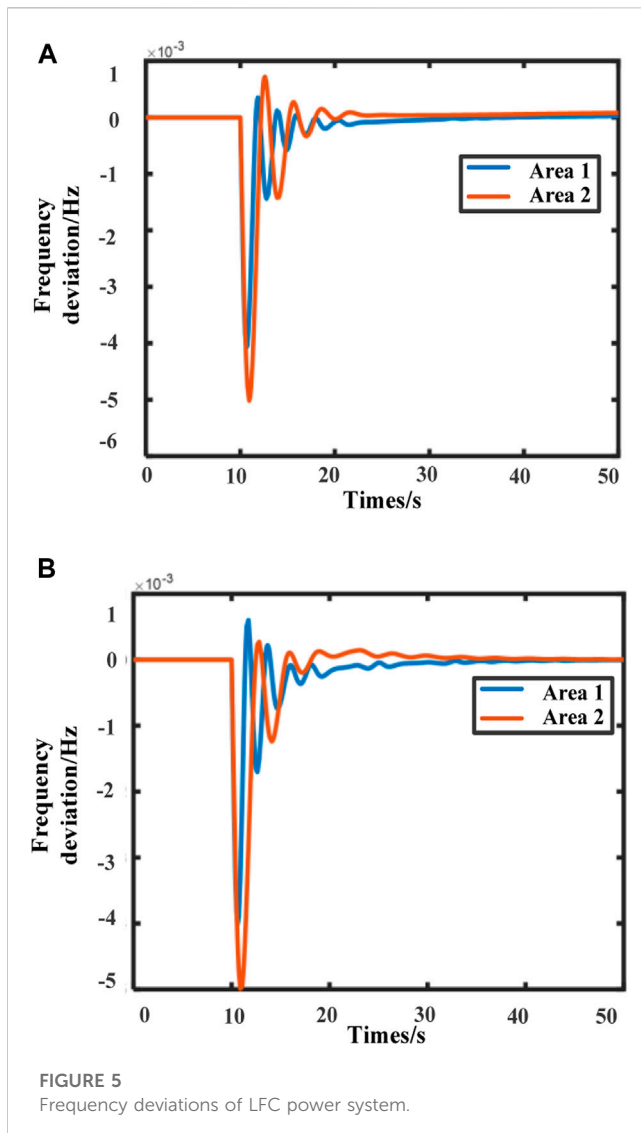 A
×10-3
1
0
-1
-2
-3
-4
-5
-6
Frequency
deviation/Hz
Area 1
Area 2
0 10 20 30 40 50
Times/s
B
×10-3
1
0
-1
-2
-3
-4
-5
Frequency
deviation/Hz
Area 1
Area 2
0 10 20 30 40 50
Times/s
FIGURE 5
Frequency deviations of LFC power system.